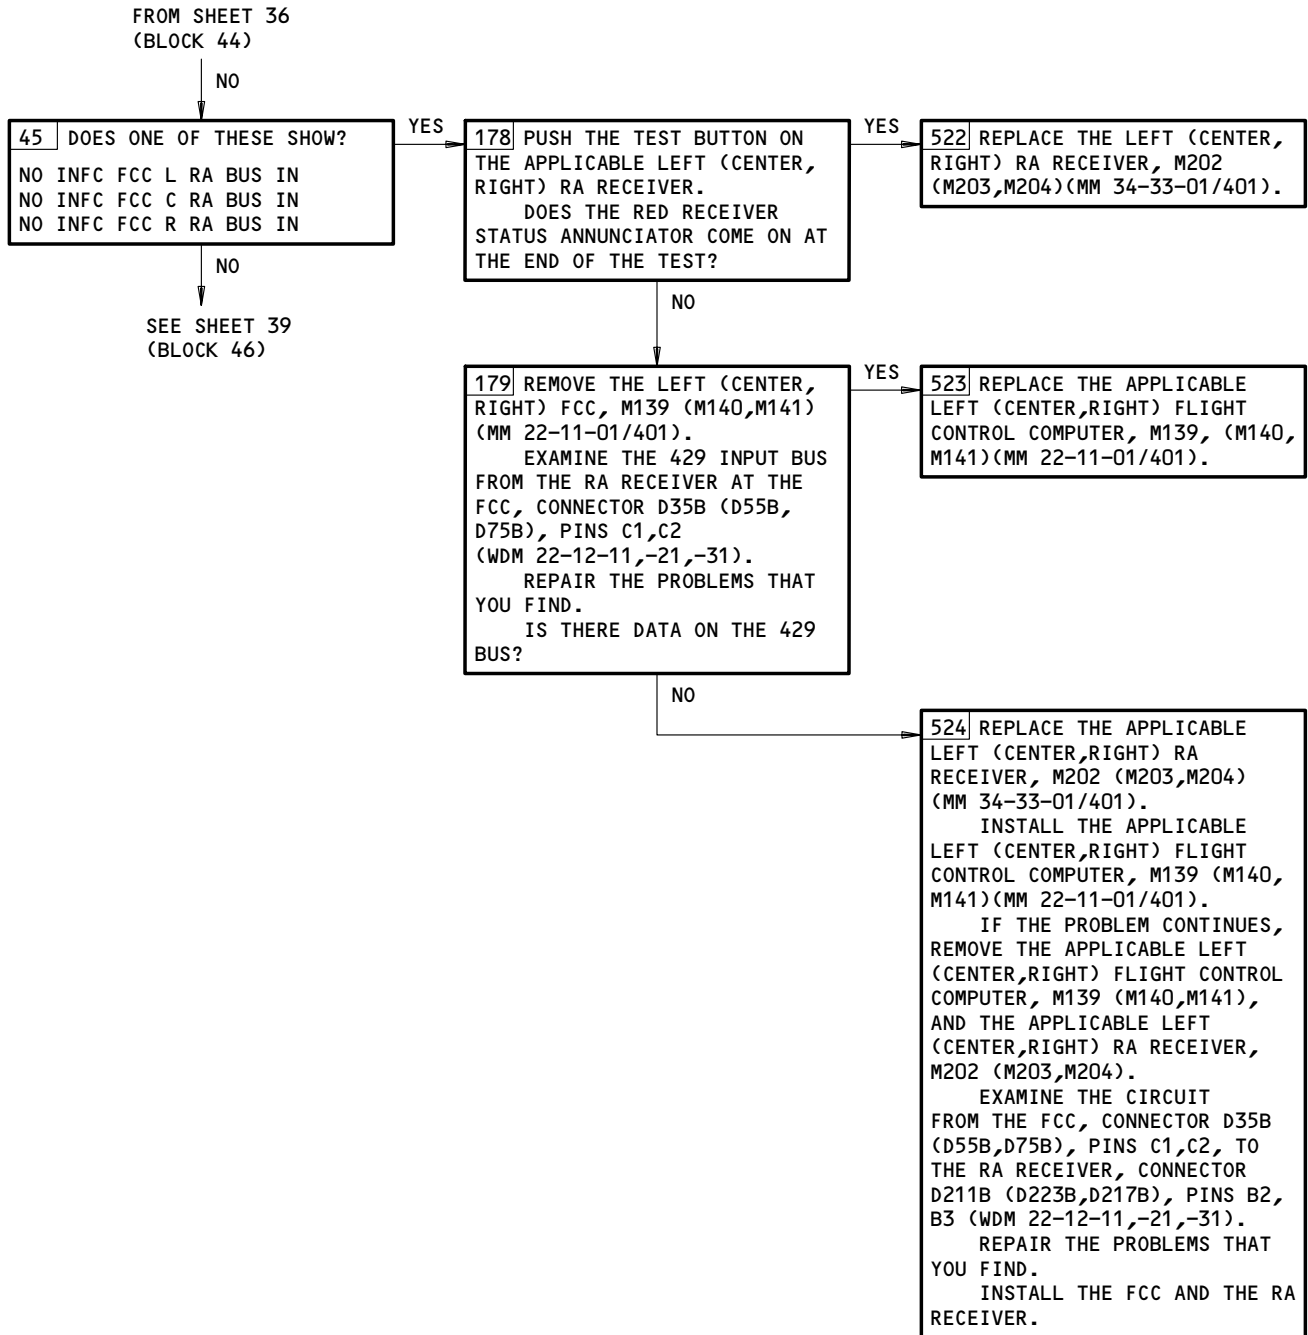 FROM SHEET 36
(BLOCK 44)
NO
45 DOES ONE OF THESE SHOW?
NO INFC FCC L RA BUS IN
NO INFC FCC C RA BUS IN
NO INFC FCC R RA BUS IN
NO
SEE SHEET 39
(BLOCK 46)
YES
178 PUSH THE TEST BUTTON ON
THE APPLICABLE LEFT (CENTER,
RIGHT) RA RECEIVER.
DOES THE RED RECEIVER
STATUS ANNUNCIATOR COME ON AT
THE END OF THE TEST?
YES
522 REPLACE THE LEFT (CENTER,
RIGHT) RA RECEIVER, M202
(M203,M204)(MM 34-33-01/401).
NO
179 REMOVE THE LEFT (CENTER,
RIGHT) FCC, M139 (M140,M141)
(MM 22-11-01/401).
EXAMINE THE 429 INPUT BUS
FROM THE RA RECEIVER AT THE
FCC, CONNECTOR D35B (D55B,
D75B), PINS C1,C2
(WDM 22-12-11,-21,-31).
REPAIR THE PROBLEMS THAT
YOU FIND.
IS THERE DATA ON THE 429
BUS?
YES
523 REPLACE THE APPLICABLE
LEFT (CENTER,RIGHT) FLIGHT
CONTROL COMPUTER, M139, (M140,
M141)(MM 22-11-01/401).
NO
524 REPLACE THE APPLICABLE
LEFT (CENTER,RIGHT) RA
RECEIVER, M202 (M203,M204)
(MM 34-33-01/401).
INSTALL THE APPLICABLE
LEFT (CENTER,RIGHT) FLIGHT
CONTROL COMPUTER, M139 (M140,
M141)(MM 22-11-01/401).
IF THE PROBLEM CONTINUES,
REMOVE THE APPLICABLE LEFT
(CENTER,RIGHT) FLIGHT CONTROL
COMPUTER, M139 (M140,M141),
AND THE APPLICABLE LEFT
(CENTER,RIGHT) RA RECEIVER,
M202 (M203,M204).
EXAMINE THE CIRCUIT
FROM THE FCC, CONNECTOR D35B
(D55B,D75B), PINS C1,C2, TO
THE RA RECEIVER, CONNECTOR
D211B (D223B,D217B), PINS B2,
B3 (WDM 22-12-11,-21,-31).
REPAIR THE PROBLEMS THAT
YOU FIND.
INSTALL THE FCC AND THE RA
RECEIVER.